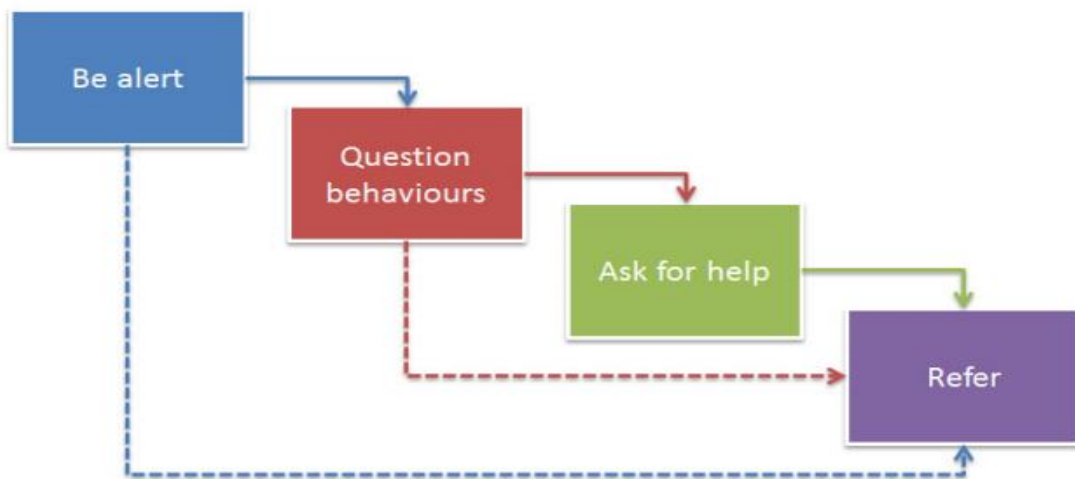 Be alert
Question
behaviours
Ask for help
Refer